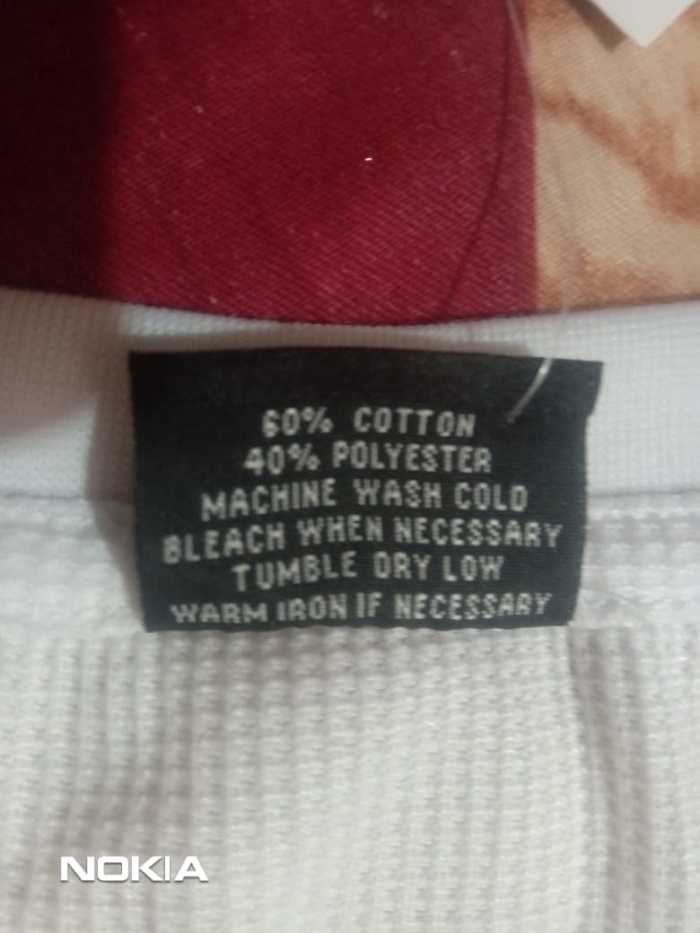 60% COTTON
40% POLYESTER
MACHINE WASH COLD
BLEACH WHEN NECESSARY
TUMBLE DRY LOW
WARM IRON IF NECESSARY
NOKIA